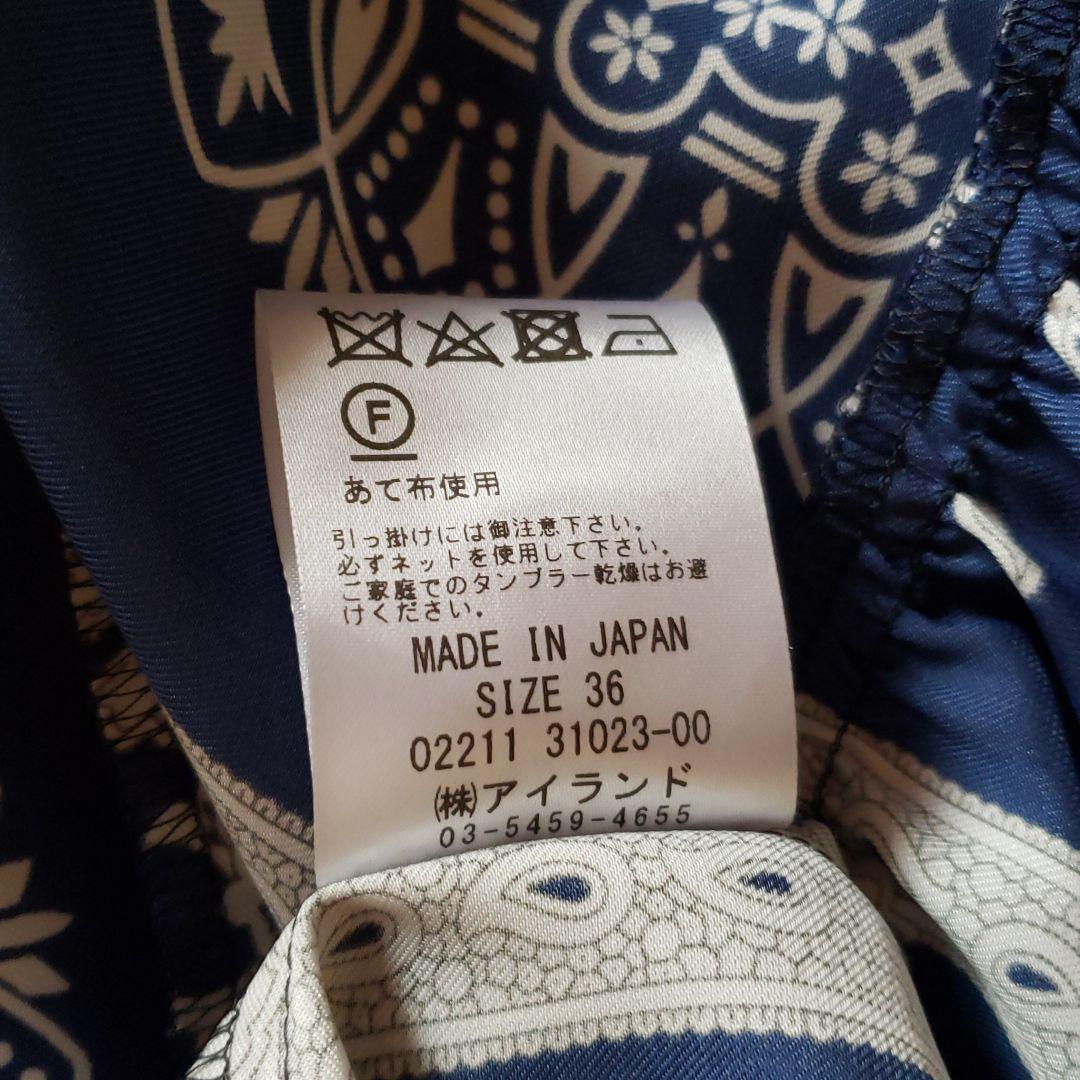 F
あて布使用
引っ掛けには御注意下さい。
必ずネットを使用して下さい。
ご家庭でのタンブラー乾燥はお避
けください。
MADE IN JAPAN
SIZE 36
02211 31023-00
㈱アイランド
03-5459-4655